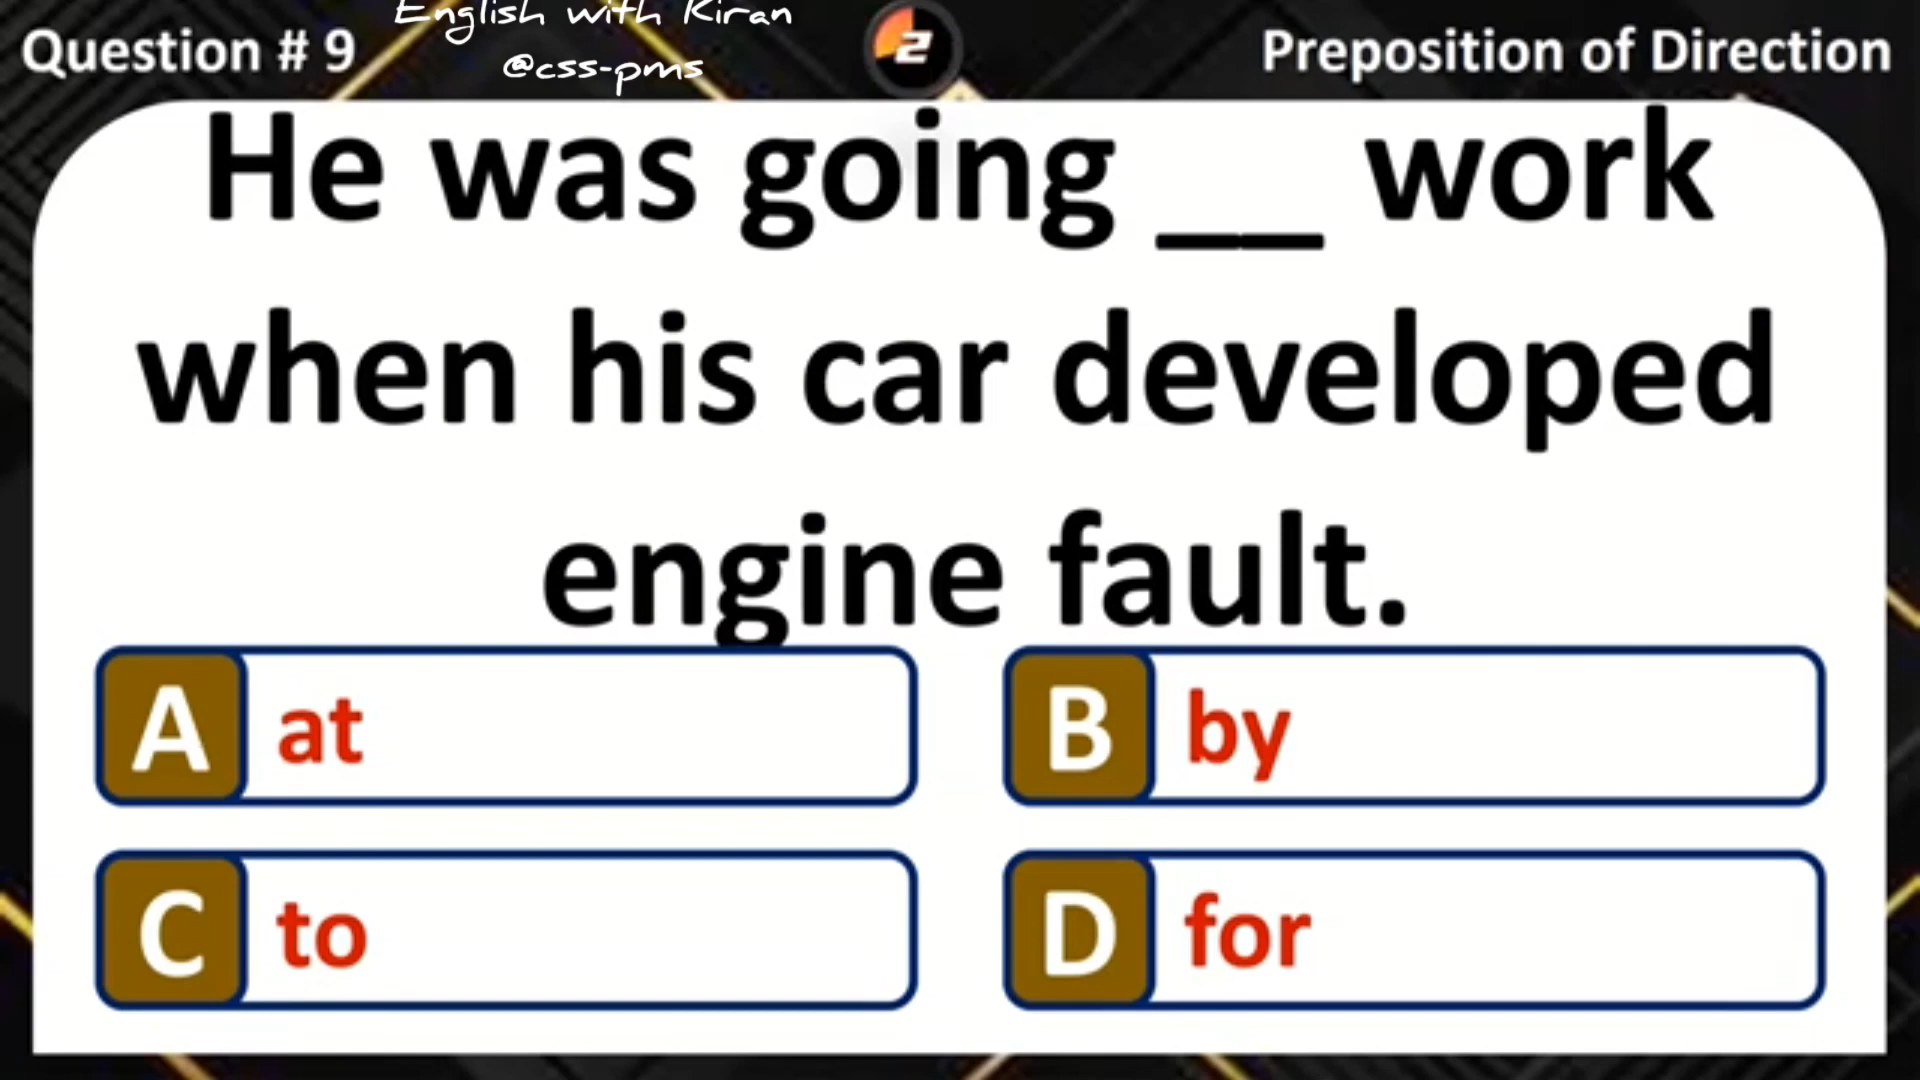 English with Kiran
@css-pms
Question # 9
2
Preposition of Direction
He was going __ work
when his car developed
engine fault.
A at
B by
C to
D for